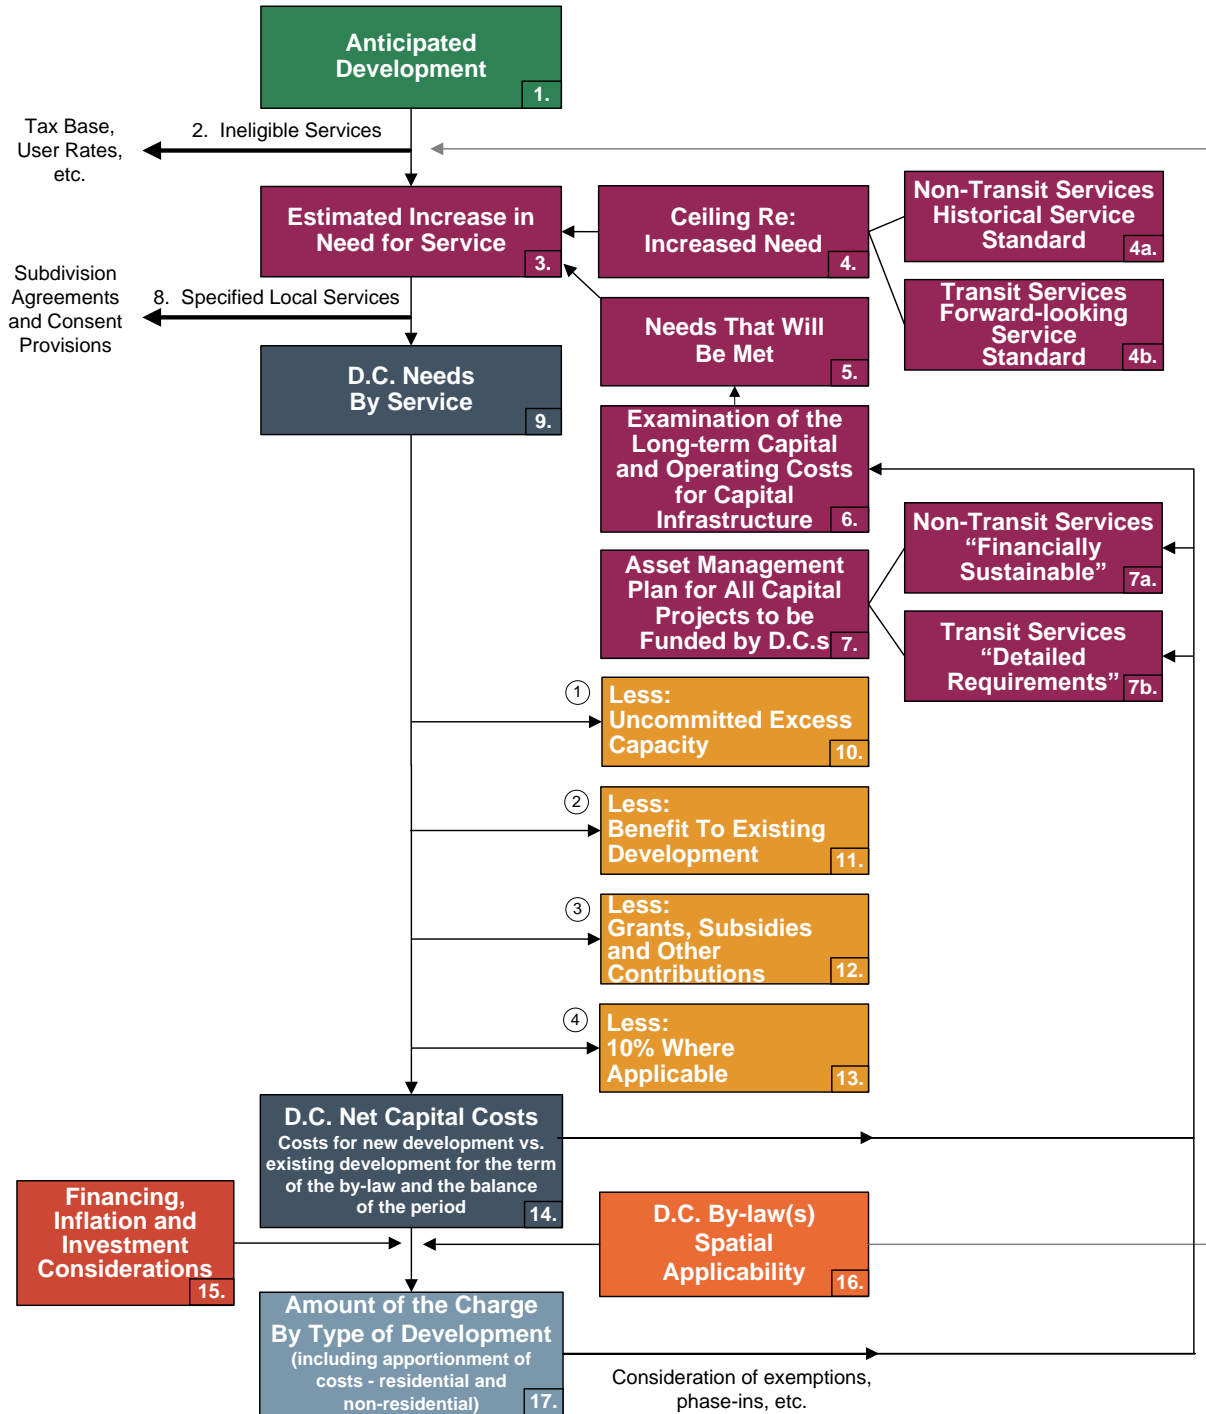 Anticipated
Development
1.
Tax Base,
User Rates,
etc.
2. Ineligible Services
Estimated Increase in
Need for Service
3.
Ceiling Re:
Increased Need
4.
Non-Transit Services
Historical Service
Standard
4a.
Transit Services
Forward-looking
Service
Standard
4b.
Subdivision
Agreements
and Consent
Provisions
8. Specified Local Services
Needs That Will
Be Met
5.
D.C. Needs
By Service
9.
Examination of the
Long-term Capital
and Operating Costs
for Capital
Infrastructure
6.
Asset Management
Plan for All Capital
Projects to be
Funded by D.C.s
7.
Non-Transit Services
“Financially
Sustainable”
7a.
Transit Services
“Detailed
Requirements”
7b.
1
Less:
Uncommitted Excess
Capacity
10.
2
Less:
Benefit To Existing
Development
11.
3
Less:
Grants, Subsidies
and Other
Contributions
12.
4
Less:
10% Where
Applicable
13.
D.C. Net Capital Costs
Costs for new development vs.
existing development for the term
of the by-law and the balance
of the period
14.
Financing,
Inflation and
Investment
Considerations
15.
D.C. By-law(s)
Spatial
Applicability
16.
Amount of the Charge
By Type of Development
(including apportionment of
costs - residential and
non-residential)
17.
Consideration of exemptions,
phase-ins, etc.